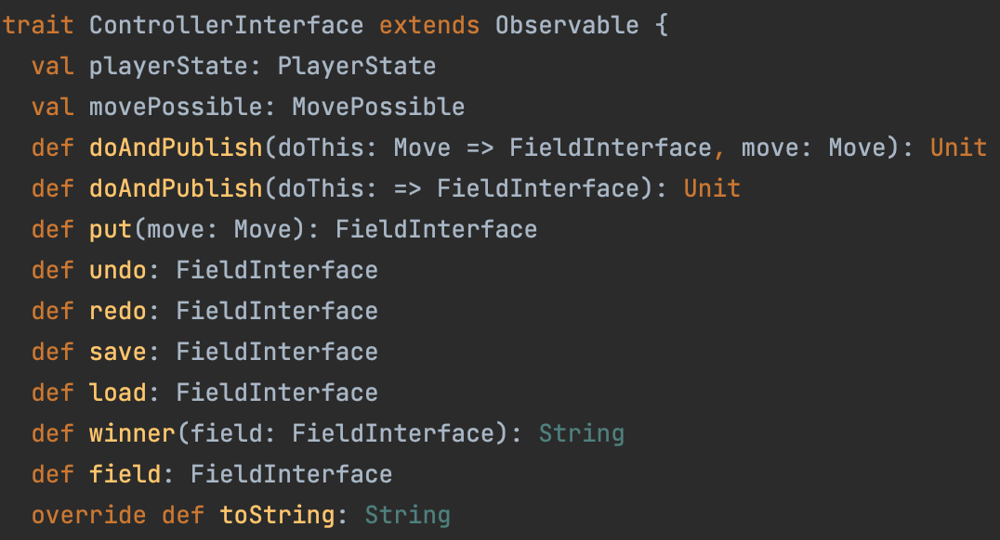 trait ControllerInterface extends Observable {
  val playerState: PlayerState
  val movePossible: MovePossible
  def doAndPublish(doThis: Move => FieldInterface, move: Move): Unit
  def doAndPublish(doThis: => FieldInterface): Unit
  def put(move: Move): FieldInterface
  def undo: FieldInterface
  def redo: FieldInterface
  def save: FieldInterface
  def load: FieldInterface
  def winner(field: FieldInterface): String
  def field: FieldInterface
  override def toString: String